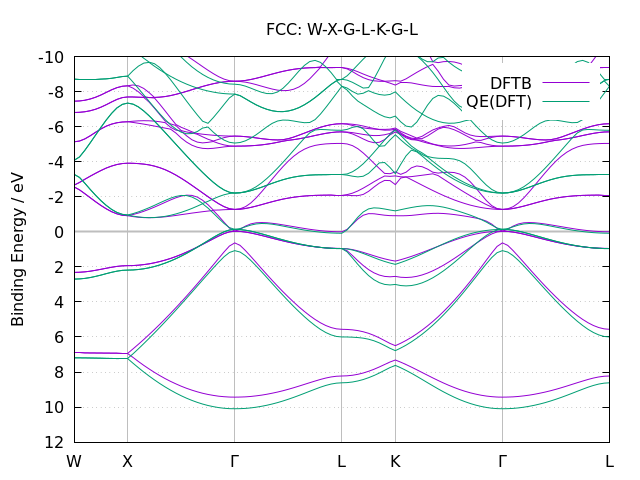 FCC: W-X-G-L-K-G-L
Binding Energy / eV
-10
-8
-6
-4
-2
0
2
4
6
8
10
12
DFTB
QE(DFT)
W X Γ L K Γ L